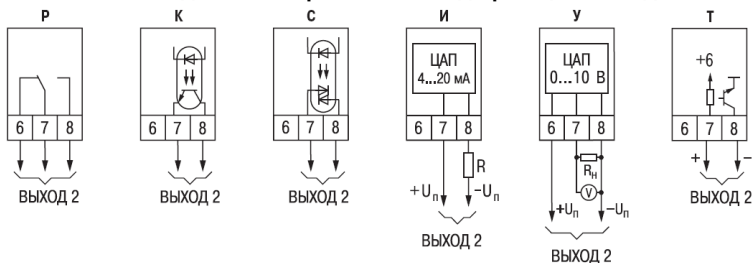 Р К С И У Т
ЦАП
4...20 мА
ЦАП
0...10 В
+6
6 7 8
6 7 8
6 7 8
6 7 8
6 7 8
6 7 8
R
Rн
V
+ –
+Uп –Uп
+Uп –Uп
ВЫХОД 2
ВЫХОД 2
ВЫХОД 2
ВЫХОД 2
ВЫХОД 2
ВЫХОД 2